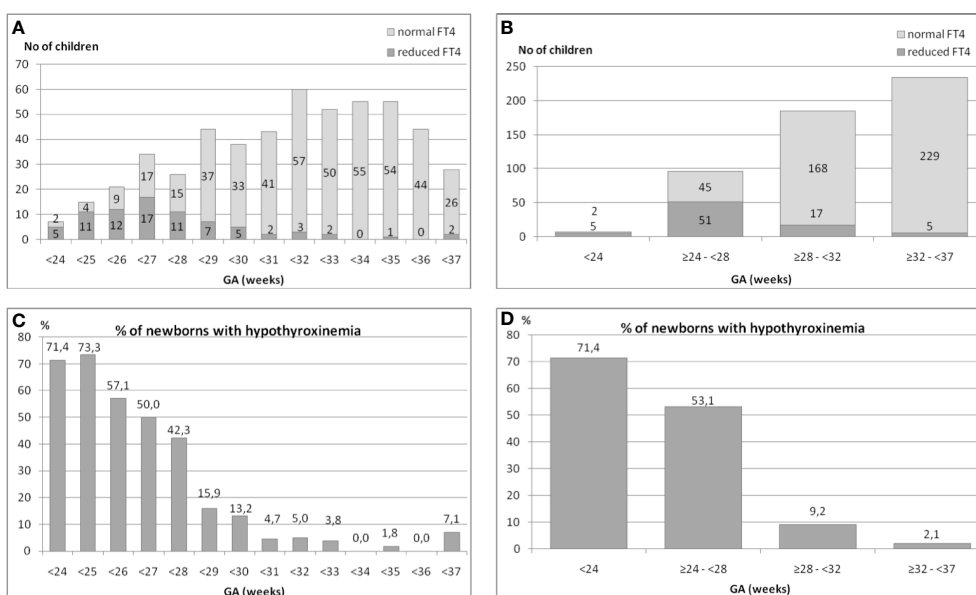 A
normal FT4
reduced FT4
No of children
70
60
50
40
30
20
10
0
2 4 9 17 15 37 33 41 57 50 55 54 44 26
5 11 12 17 11 7 5 2 3 2 0 1 0 2
<24 <25 <26 <27 <28 <29 <30 <31 <32 <33 <34 <35 <36 <37
GA (weeks)
B
normal FT4
reduced FT4
No of children
250
200
150
100
50
0
2 45 168 229
5 51 17 5
<24 ≥24 - <28 ≥28 - <32 ≥32 - <37
GA (weeks)
C
%
% of newborns with hypothyroxinemia
80
70
60
50
40
30
20
10
0
71,4 73,3 57,1 50,0 42,3 15,9 13,2 4,7 5,0 3,8 0,0 1,8 0,0 7,1
<24 <25 <26 <27 <28 <29 <30 <31 <32 <33 <34 <35 <36 <37
GA (weeks)
D
%
% of newborns with hypothyroxinemia
80
70
60
50
40
30
20
10
0
71,4 53,1 9,2 2,1
<24 ≥24 - <28 ≥28 - <32 ≥32 - <37
GA (weeks)